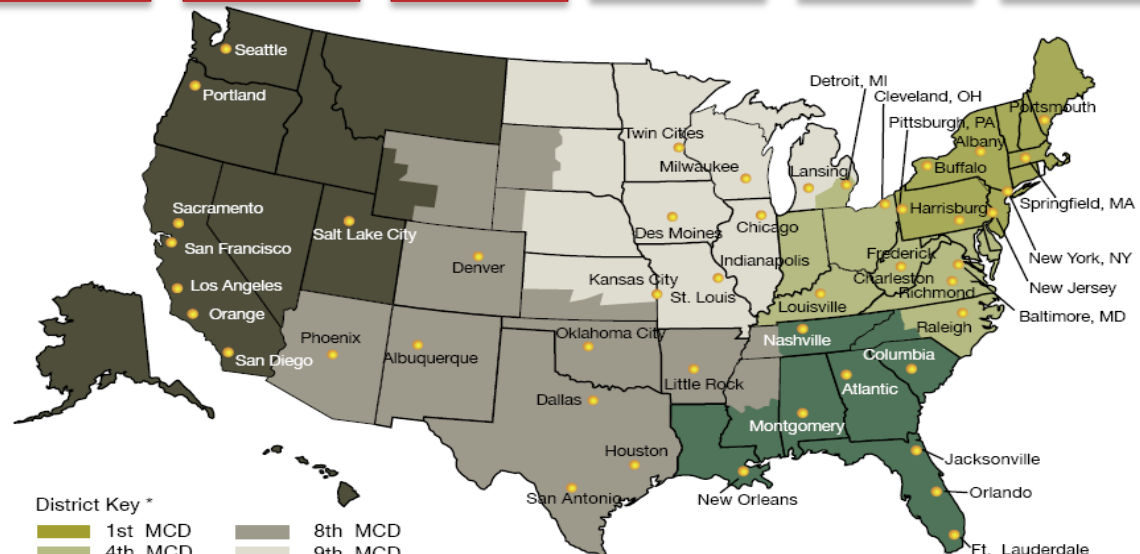 Seattle
Portland
Sacramento
San Francisco
Los Angeles
Orange
San Diego
Salt Lake City
Phoenix
Denver
Albuquerque
Twin Cities
Milwaukee
Lansing
Detroit, MI
Cleveland, OH
Pittsburgh, PA
Portsmouth
Albany
Buffalo
Harrisburg
Springfield, MA
New York, NY
New Jersey
Baltimore, MD
Des Moines
Chicago
Indianapolis
Kansas City
St. Louis
Frederick
Charleston
Richmond
Louisville
Raleigh
Oklahoma City
Nashville
Columbia
Little Rock
Atlantic
Dallas
Montgomery
Houston
San Antonio
New Orleans
Jacksonville
Orlando
Ft. Lauderdale
District Key *
1st MCD
8th MCD
4th MCD
9th MCD